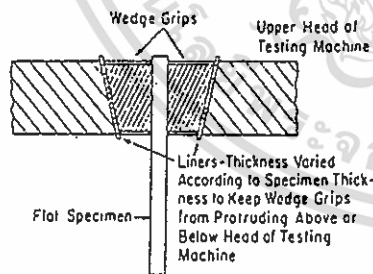 Wedge Grips
Upper Head of
Testing Machine
Liners-Thickness Varied
According to Specimen Thick-
ness to Keep Wedge Grips
from Protruding Above or
Below Head of Testing
Machine
Flat Specimen